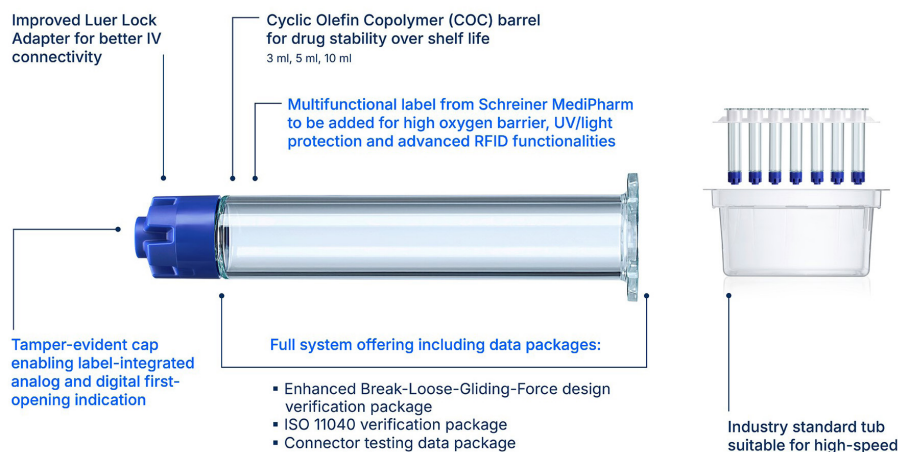 Improved Luer Lock
Adapter for better IV
connectivity
Cyclic Olefin Copolymer (COC) barrel
for drug stability over shelf life
3 ml, 5 ml, 10 ml
Multifunctional label from Schreiner MediPharm
to be added for high oxygen barrier, UV/light
protection and advanced RFID functionalities
Tamper-evident cap
enabling label-integrated
analog and digital first-
opening indication
Full system offering including data packages:
▪ Enhanced Break-Loose-Gliding-Force design
verification package
▪ ISO 11040 verification package
▪ Connector testing data package
Industry standard tub
suitable for high-speed